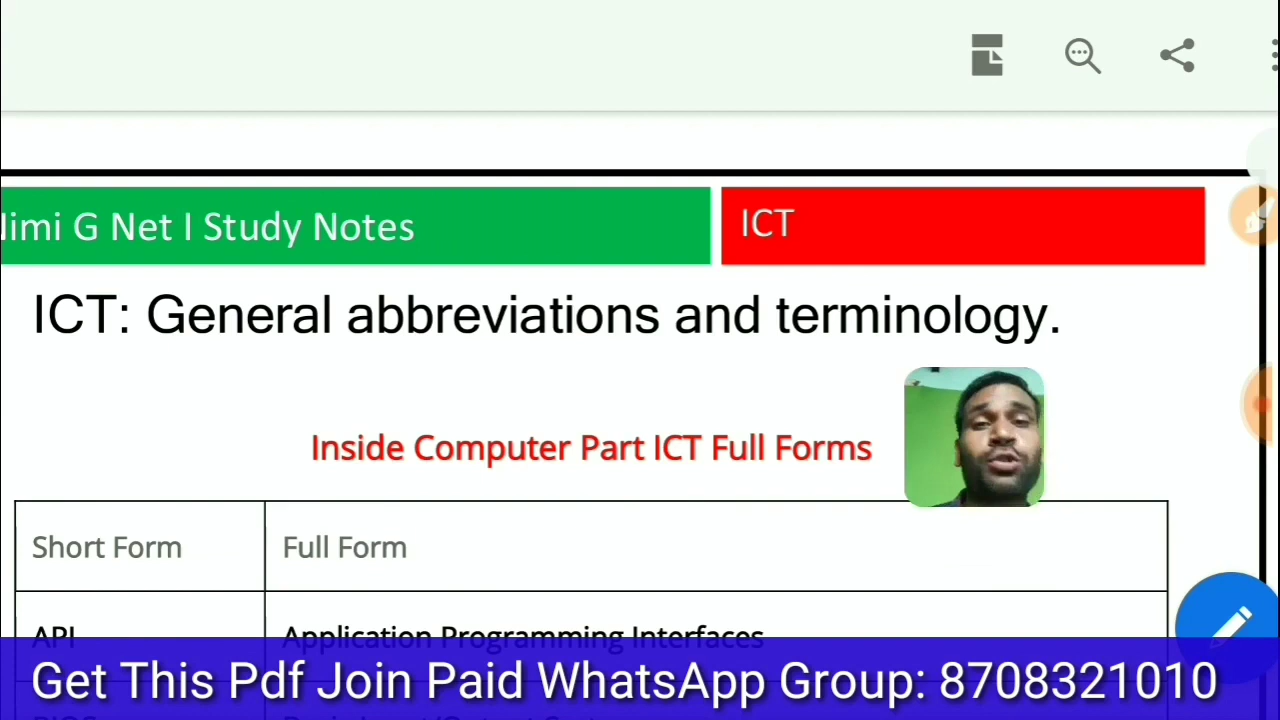 imi G Net I Study Notes
ICT
ICT: General abbreviations and terminology.
Inside Computer Part ICT Full Forms
Short Form Full Form
API Application Programming Interfaces
Get This Pdf Join Paid WhatsApp Group: 8708321010